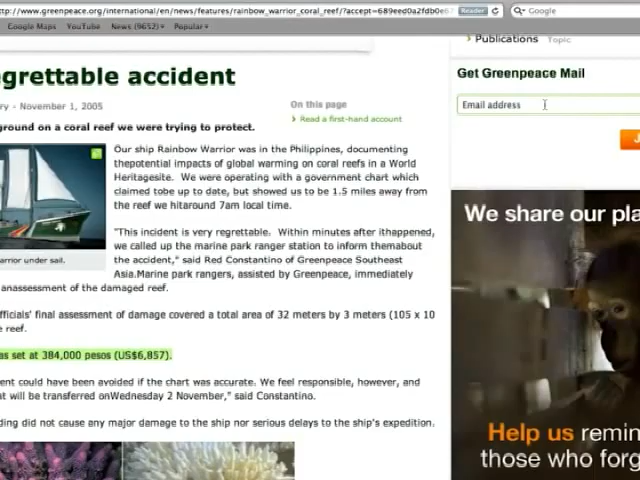 ttp://www.greenpeace.org/international/en/news/features/rainbow_warrior_coral_reef/?accept=689eed0a2fdb0e67
Reader
Google
Google Maps YouTube News (9652) Popular
Publications Topic
egrettable accident
ry - November 1, 2005
On this page
Read a first-hand account
ground on a coral reef we were trying to protect.
Our ship Rainbow Warrior was in the Philippines, documenting
thepotential impacts of global warming on coral reefs in a World
Heritagesite. We were operating with a government chart which
claimed tobe up to date, but showed us to be 1.5 miles away from
the reef we hitaround 7am local time.
arrior under sail.
"This incident is very regrettable. Within minutes after ithappened,
we called up the marine park ranger station to inform themabout
the accident," said Red Constantino of Greenpeace Southeast
Asia.Marine park rangers, assisted by Greenpeace, immediately
anassessment of the damaged reef.
fficials' final assessment of damage covered a total area of 32 meters by 3 meters (105 x 10
e reef.
as set at 384,000 pesos (US$6,857).
ent could have been avoided if the chart was accurate. We feel responsible, however, and
at will be transferred onWednesday 2 November," said Constantino.
ding did not cause any major damage to the ship nor serious delays to the ship's expedition.
Get Greenpeace Mail
Email address
J
We share our pla
Help us remin
those who forg